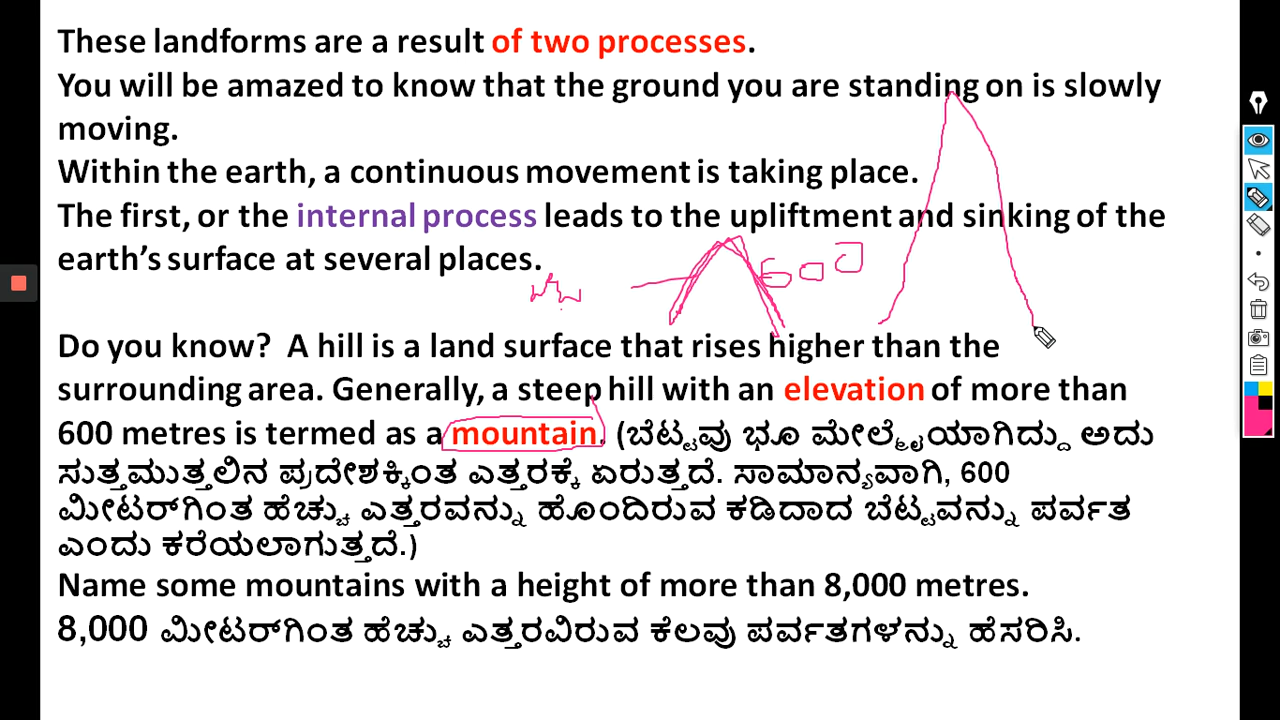 These landforms are a result of two processes.
You will be amazed to know that the ground you are standing on is slowly
moving.
Within the earth, a continuous movement is taking place.
The first, or the internal process leads to the upliftment and sinking of the
earth's surface at several places.
600
Do you know? A hill is a land surface that rises higher than the
surrounding area. Generally, a steep hill with an elevation of more than
600 metres is termed as a mountain. (ಬೆಟ್ಟವು ಭೂ ಮೇಲ್ಮೈಯಾಗಿದ್ದು ಅದು
ಸುತ್ತಮುತ್ತಲಿನ ಪ್ರದೇಶಕ್ಕಿಂತ ಎತ್ತರಕ್ಕೆ ಏರುತ್ತದೆ. ಸಾಮಾನ್ಯವಾಗಿ, 600
ಮೀಟರ್‌ಗಿಂತ ಹೆಚ್ಚು ಎತ್ತರವನ್ನು ಹೊಂದಿರುವ ಕಡಿದಾದ ಬೆಟ್ಟವನ್ನು ಪರ್ವತ
ಎಂದು ಕರೆಯಲಾಗುತ್ತದೆ.)
Name some mountains with a height of more than 8,000 metres.
8,000 ಮೀಟರ್‌ಗಿಂತ ಹೆಚ್ಚು ಎತ್ತರವಿರುವ ಕೆಲವು ಪರ್ವತಗಳನ್ನು ಹೆಸರಿಸಿ.